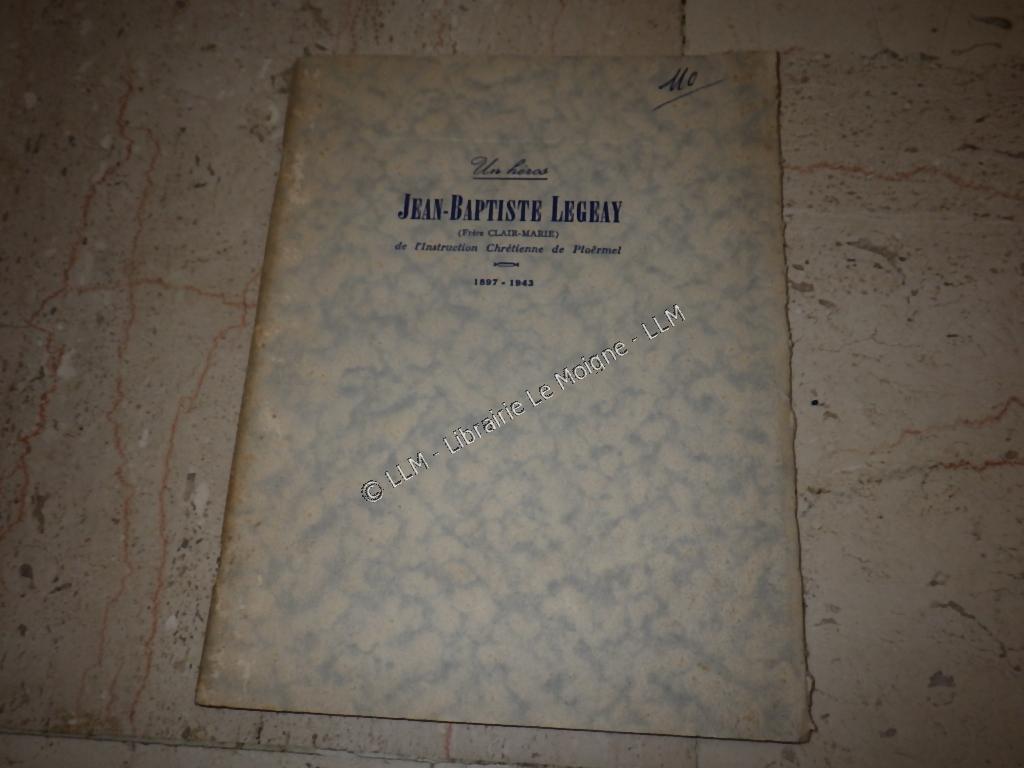 110
Un héros
JEAN-BAPTISTE LEGEAY
(Frère CLAIR-MARIE)
de l'Instruction Chrétienne de Ploërmel
1897 - 1943
© LLM - Librairie Le Moigne - LLM